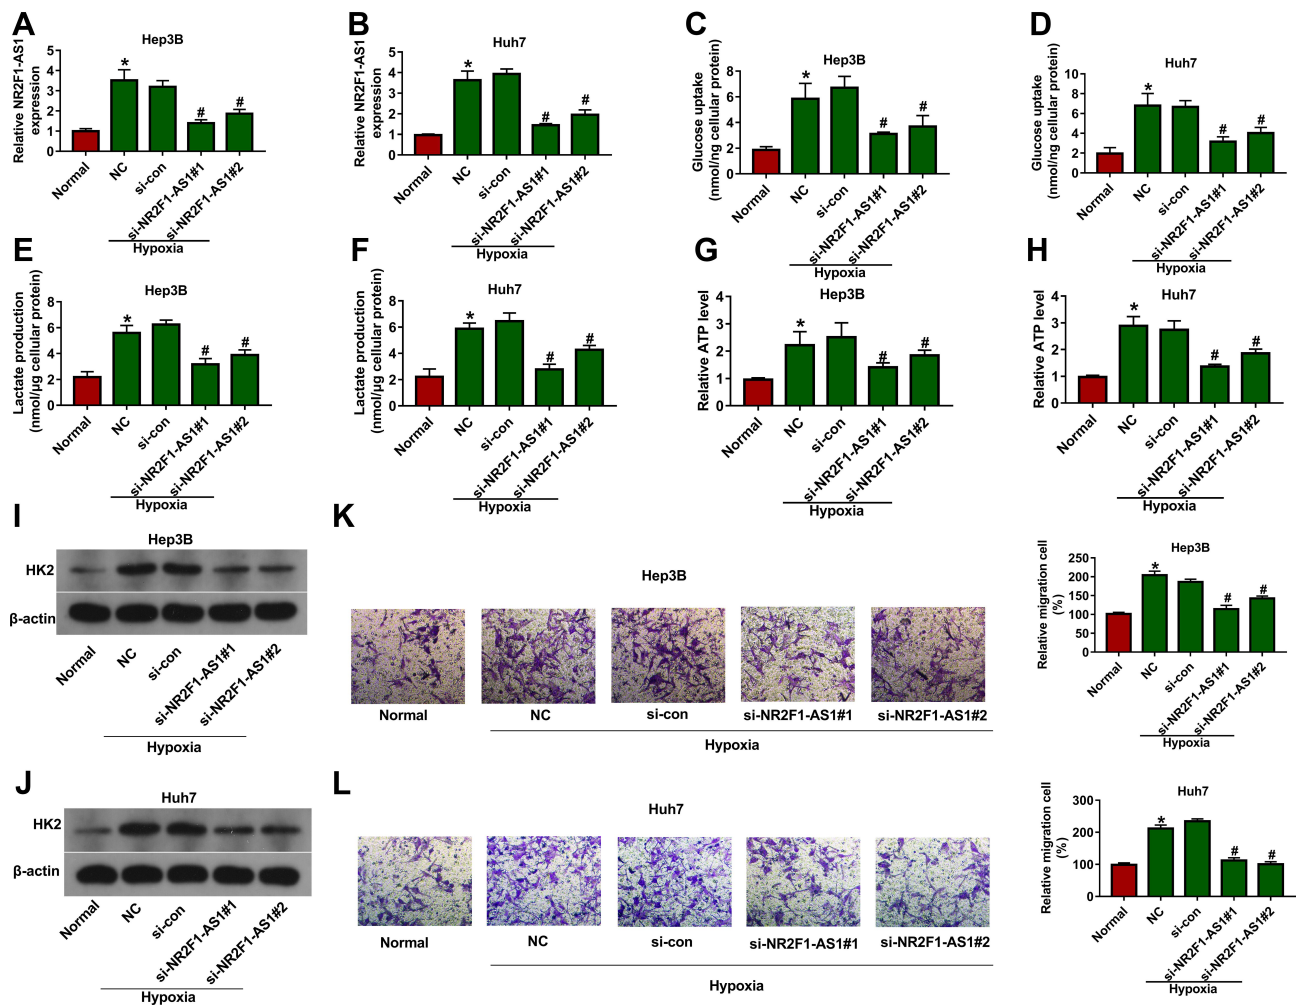 A
Hep3B
Relative NR2F1-AS1
expression
5
4
3
2
1
0
*
#
#
Normal
NC
si-con
si-NR2F1-AS1#1
si-NR2F1-AS1#2
Hypoxia
B
Huh7
Relative NR2F1-AS1
expression
5
4
3
2
1
0
*
#
#
Normal
NC
si-con
si-NR2F1-AS1#1
si-NR2F1-AS1#2
Hypoxia
C
Hep3B
Glucose uptake
(nmol/ng cellular protein)
8
6
4
2
0
*
#
#
Normal
NC
si-con
si-NR2F1-AS1#1
si-NR2F1-AS1#2
Hypoxia
D
Huh7
Glucose uptake
(nmol/ng cellular protein)
10
8
6
4
2
0
*
#
#
Normal
NC
si-con
si-NR2F1-AS1#1
si-NR2F1-AS1#2
Hypoxia
E
Hep3B
Lactate production
(nmol/μg cellular protein)
8
6
4
2
0
*
#
#
Normal
NC
si-con
si-NR2F1-AS1#1
si-NR2F1-AS1#2
Hypoxia
F
Huh7
Lactate production
(nmol/μg cellular protein)
8
6
4
2
0
*
#
#
Normal
NC
si-con
si-NR2F1-AS1#1
si-NR2F1-AS1#2
Hypoxia
G
Hep3B
Relative ATP level
4
3
2
1
0
*
#
#
Normal
NC
si-con
si-NR2F1-AS1#1
si-NR2F1-AS1#2
Hypoxia
H
Huh7
Relative ATP level
4
3
2
1
0
*
#
#
Normal
NC
si-con
si-NR2F1-AS1#1
si-NR2F1-AS1#2
Hypoxia
I
Hep3B
HK2
β-actin
Normal
NC
si-con
si-NR2F1-AS1#1
si-NR2F1-AS1#2
Hypoxia
K
Hep3B
Normal
NC
si-con
si-NR2F1-AS1#1
si-NR2F1-AS1#2
Hypoxia
Hep3B
Relative migration cell
(%)
250
200
150
100
50
0
*
#
#
Normal
NC
si-con
si-NR2F1-AS1#1
si-NR2F1-AS1#2
Hypoxia
J
Huh7
HK2
β-actin
Normal
NC
si-con
si-NR2F1-AS1#1
si-NR2F1-AS1#2
Hypoxia
L
Huh7
Normal
NC
si-con
si-NR2F1-AS1#1
si-NR2F1-AS1#2
Hypoxia
Huh7
Relative migration cell
(%)
300
200
100
0
*
#
#
Normal
NC
si-con
si-NR2F1-AS1#1
si-NR2F1-AS1#2
Hypoxia